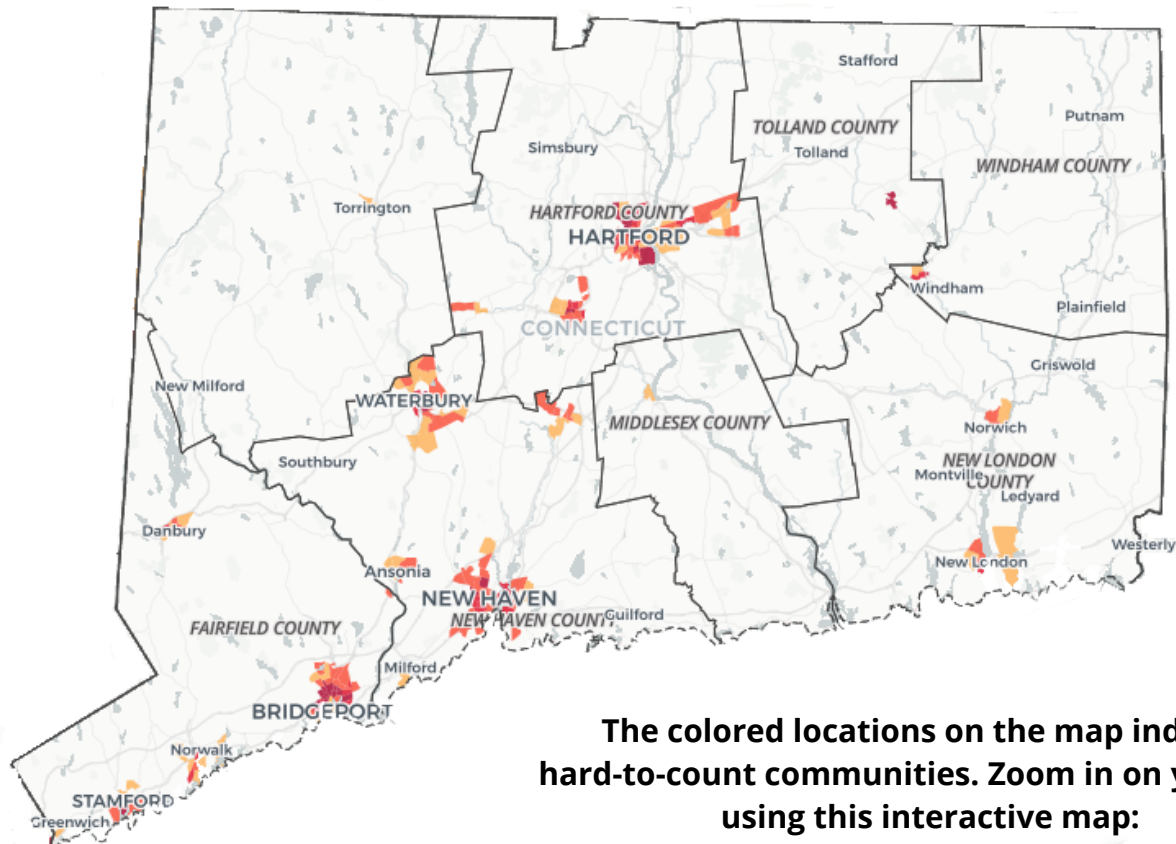 Stafford
Putnam
TOLLAND COUNTY
Simsbury
Tolland
WINDHAM COUNTY
Torrington
HARTFORD COUNTY
HARTFORD
Windham
Plainfield
CONNECTICUT
Griswold
New Milford
WATERBURY
MIDDLESEX COUNTY
Norwich
Southbury
NEW LONDON
COUNTY
Montville
Ledyard
Danbury
Westerly
New London
Ansonia
NEW HAVEN
NEW HAVEN COUNT
Guilford
FAIRFIELD COUNTY
Milford
BRIDGEPORT
Norwalk
STAMFORD
Greenwich
The colored locations on the map ind
hard-to-count communities. Zoom in on y
using this interactive map: